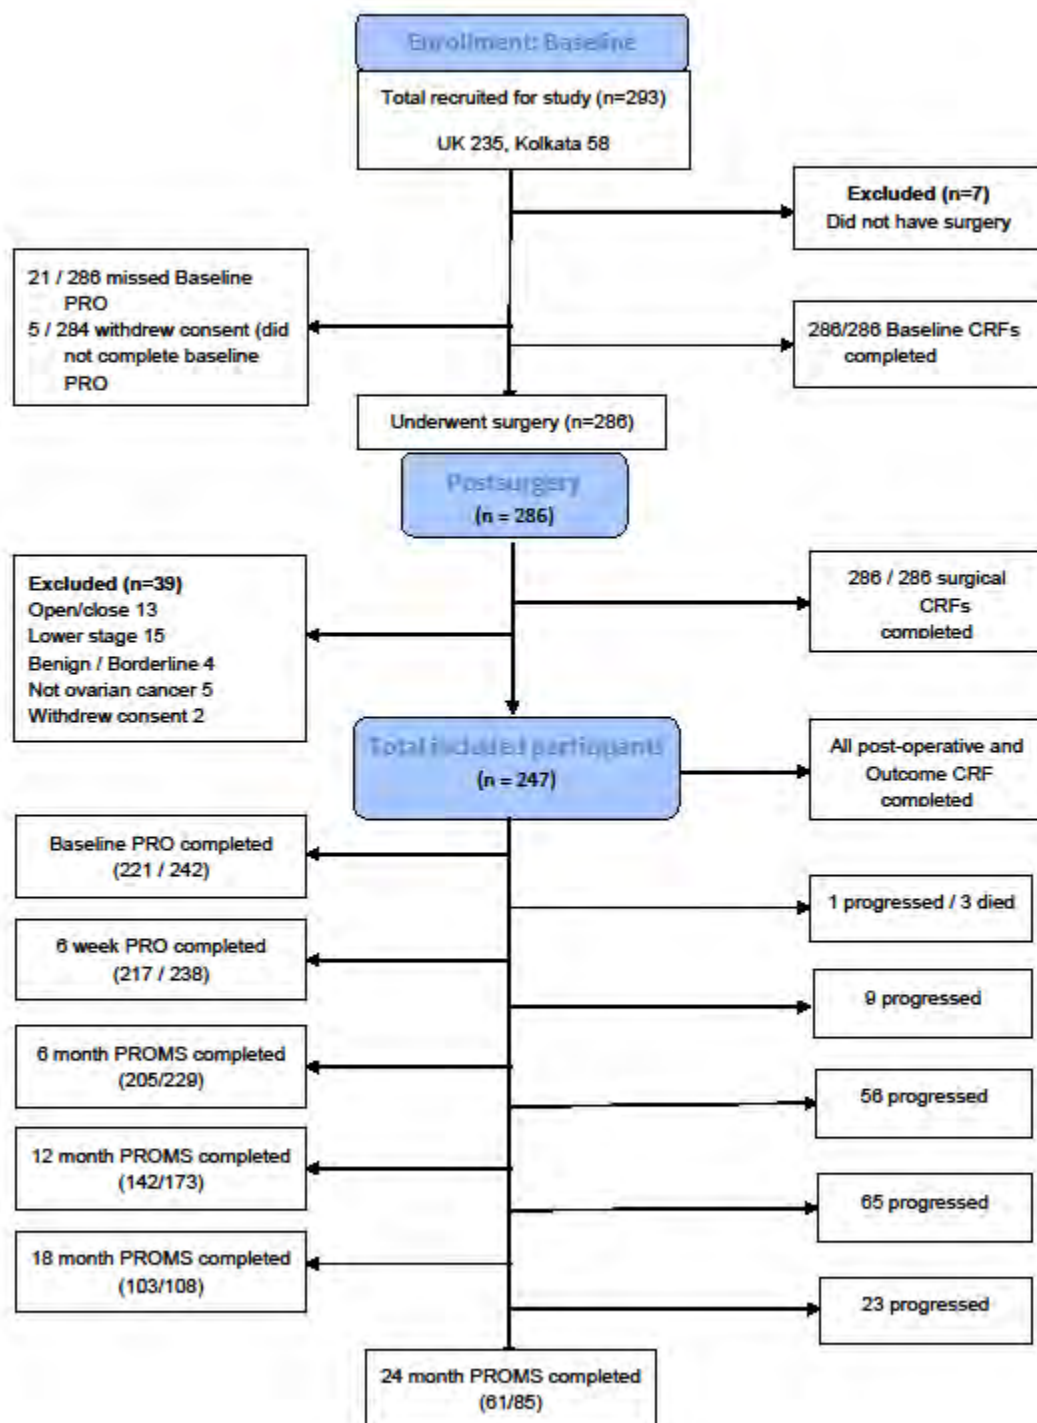 Enrollment: Baseline
Total recruited for study (n=293)
UK 235, Kolkata 58
Excluded (n=7)
Did not have surgery
21 / 286 missed Baseline
PRO
5 / 284 withdrew consent (did
not complete baseline
PRO
286/286 Baseline CRFs
completed
Underwent surgery (n=286)
Postsurgery
(n = 286)
Excluded (n=39)
Open/close 13
Lower stage 15
Benign / Borderline 4
Not ovarian cancer 5
Withdrew consent 2
286 / 286 surgical
CRFs
completed
Total included participants
(n = 247)
All post-operative and
Outcome CRF
completed
Baseline PRO completed
(221 / 242)
1 progressed / 3 died
6 week PRO completed
(217 / 238)
9 progressed
6 month PROMS completed
(205/229)
56 progressed
12 month PROMS completed
(142/173)
65 progressed
18 month PROMS completed
(103/108)
23 progressed
24 month PROMS completed
(61/85)